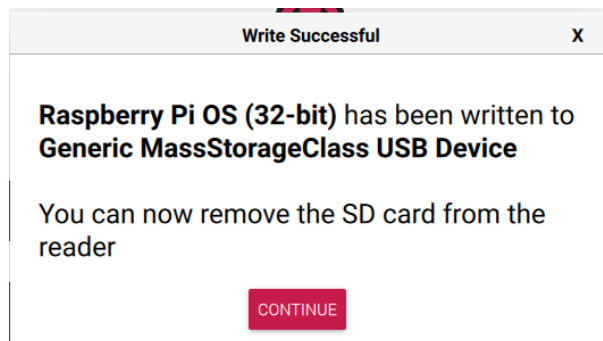 Write Successful X
Raspberry Pi OS (32-bit) has been written to
Generic MassStorageClass USB Device
You can now remove the SD card from the
reader
CONTINUE